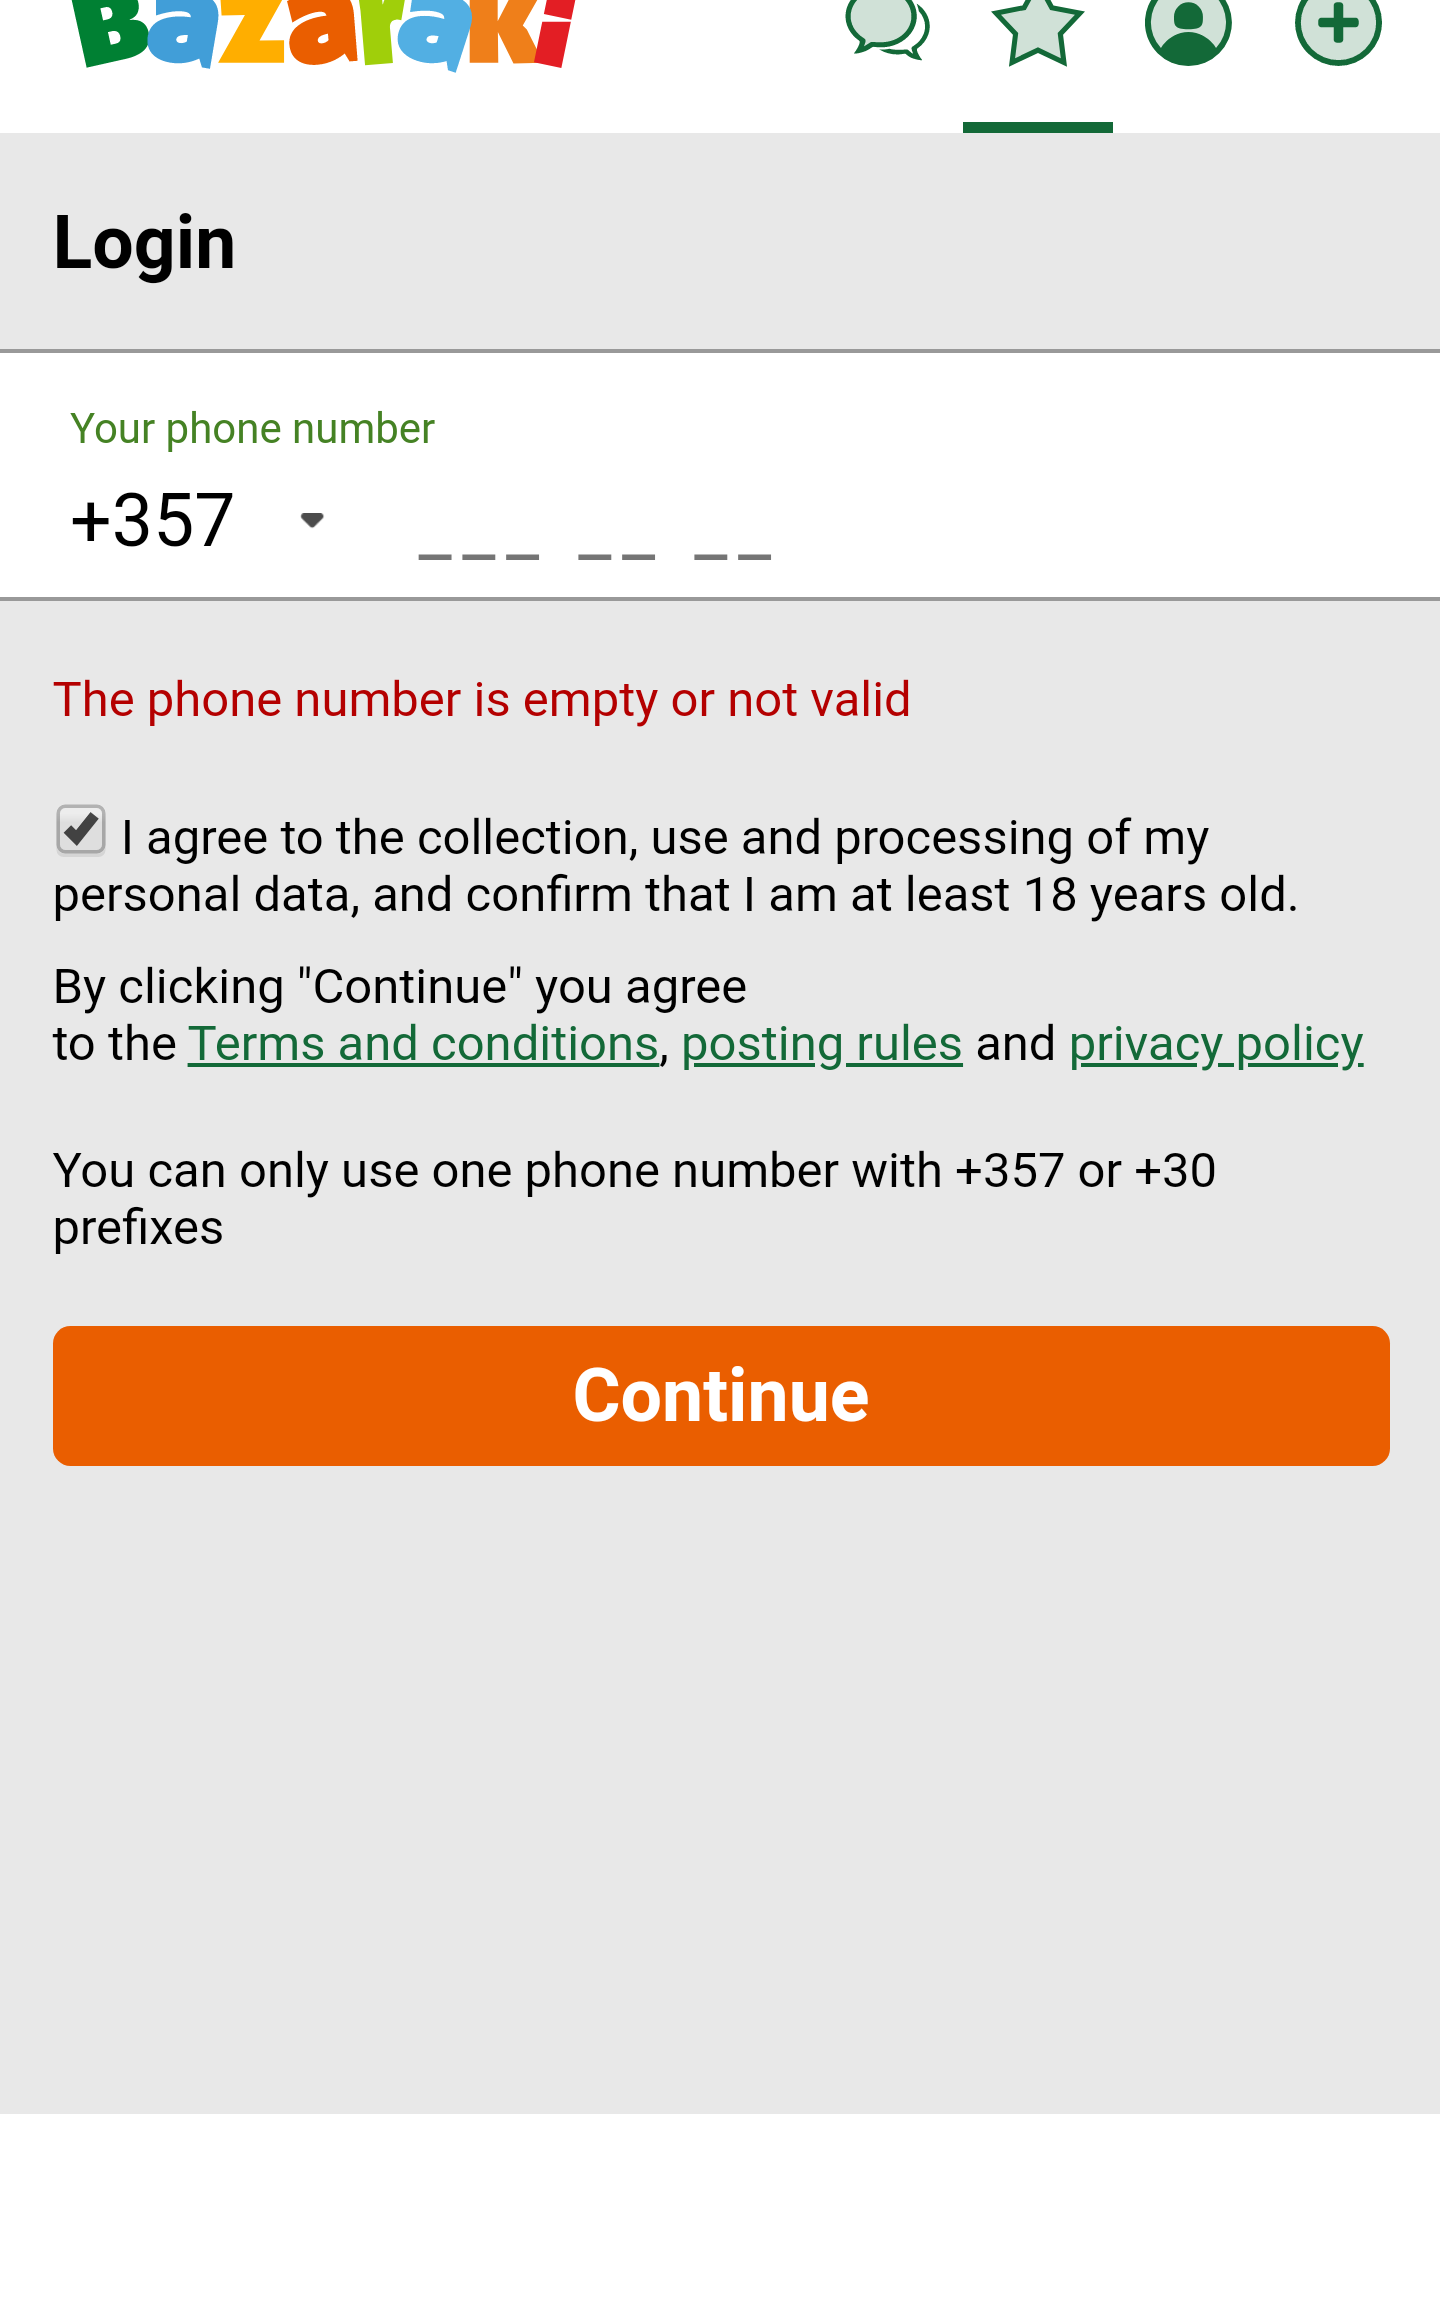 Bazaraki
Login
Your phone number
+357 _ _ _ _ _ _ _
The phone number is empty or not valid
I agree to the collection, use and processing of my
personal data, and confirm that I am at least 18 years old.
By clicking "Continue" you agree
to the Terms and conditions, posting rules and privacy policy
You can only use one phone number with +357 or +30
prefixes
Continue